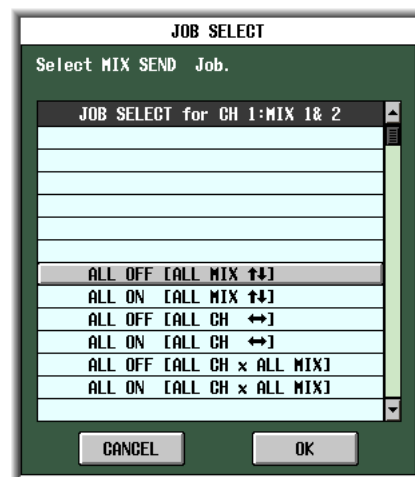 JOB SELECT
Select MIX SEND Job.
JOB SELECT for CH 1:MIX 1& 2
ALL OFF [ALL MIX ↑↓]
ALL ON [ALL MIX ↑↓]
ALL OFF [ALL CH ↔]
ALL ON [ALL CH ↔]
ALL OFF [ALL CH x ALL MIX]
ALL ON [ALL CH x ALL MIX]
CANCEL OK